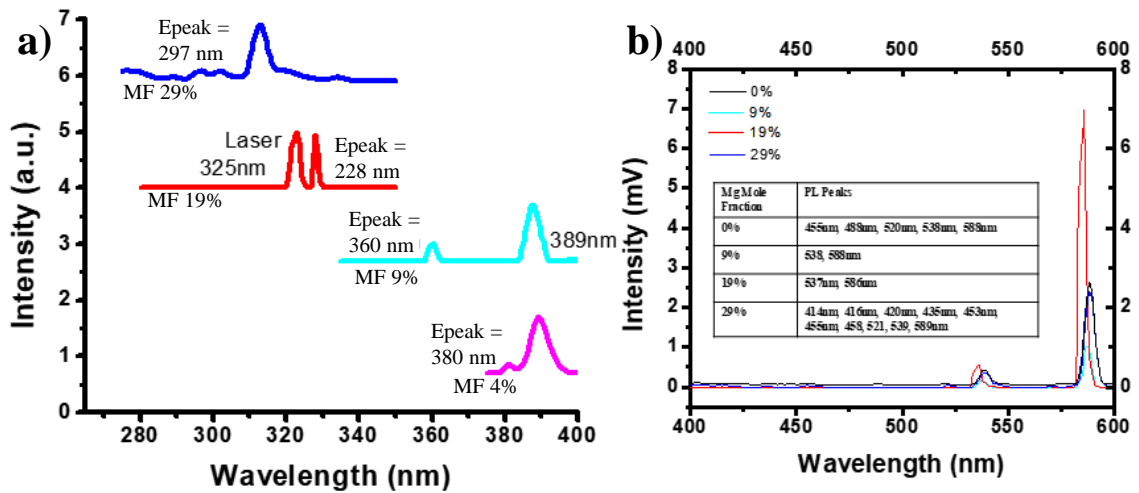 a)
Epeak =
297 nm
MF 29%
Laser
325nm
Epeak =
228 nm
MF 19%
Epeak =
360 nm
389nm
MF 9%
Epeak =
380 nm
MF 4%
7
6
5
4
3
2
1
0
Intensity (a.u.)
280 300 320 340 360 380 400
Wavelength (nm)
b)
400 450 500 550 600
8
7
6
5
4
3
2
1
0
Intensity (mV)
0%
9%
19%
29%
Mg Mole Fraction PL Peaks
0% 455nm, 488nm, 520nm, 538nm, 588nm
9% 538, 588nm
19% 537nm, 586nm
29% 414nm, 416nm, 420nm, 435nm, 453nm,
455nm, 458, 521, 539, 589nm
8
6
4
2
0
400 450 500 550 600
Wavelength (nm)